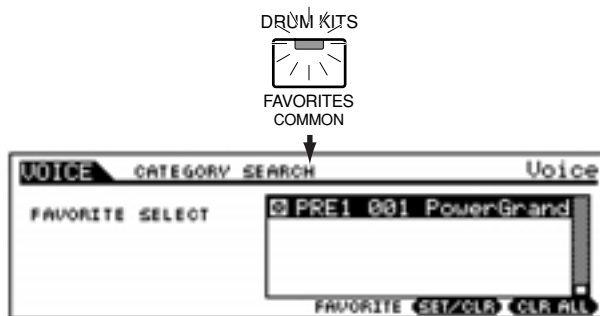 DRUM KITS
FAVORITES
COMMON
VOICE CATEGORY SEARCH Voice
FAVORITE SELECT PRE1 001 PowerGrand
FAVORITE SET/CLR CLR ALL